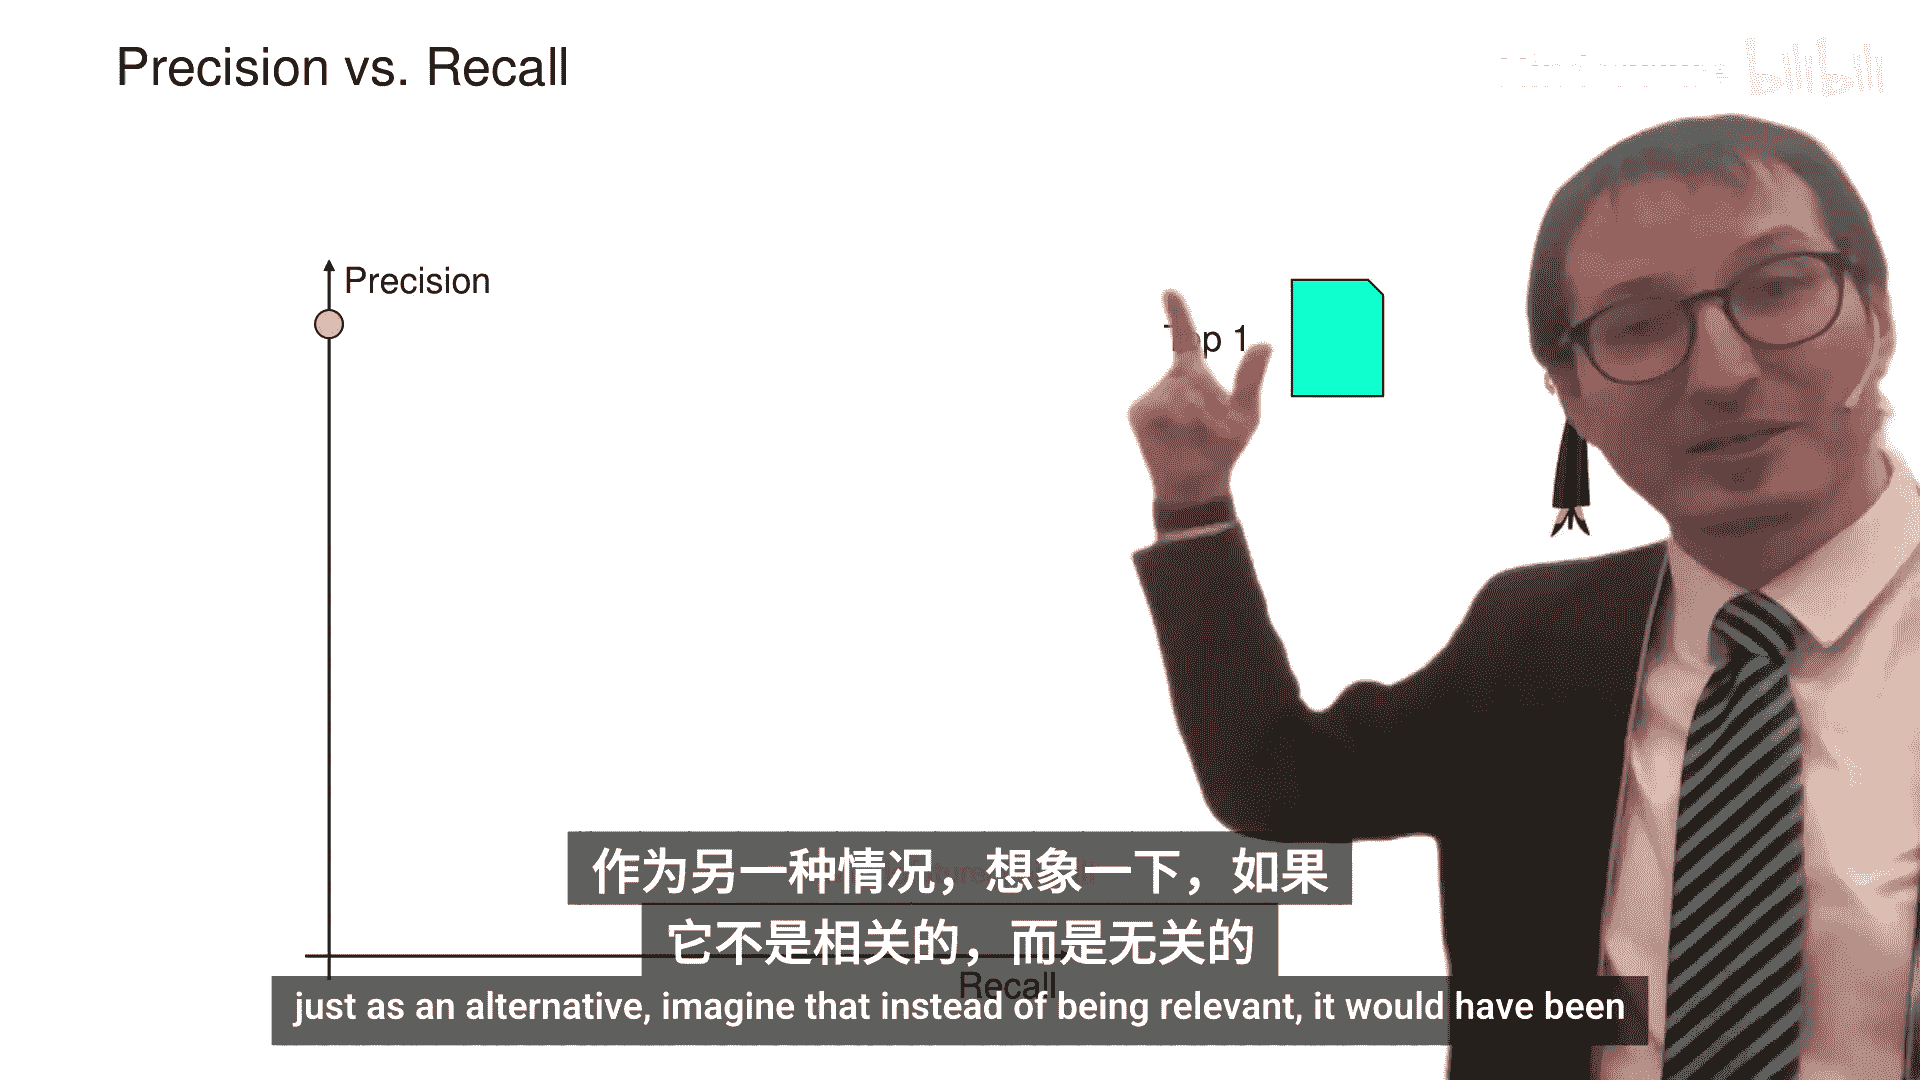 Precision vs. Recall
bilibili
Precision
Top 1
作为另一种情况，想象一下，如果
它不是相关的，而是无关的
Recall
just as an alternative, imagine that instead of being relevant, it would have been